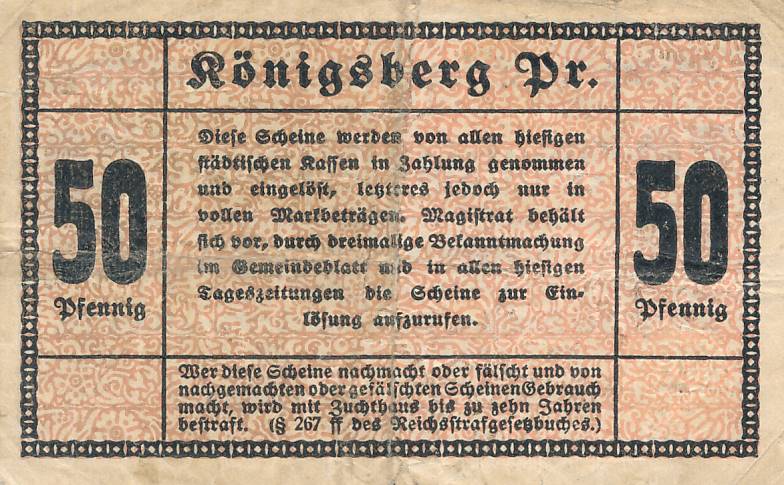 Königsberg Pr.
50
Pfennig
Diese Scheine werden von allen hiesigen
städtischen Kassen in Zahlung genommen
und eingelöst, letzteres jedoch nur in
vollen Markbeträgen. Magistrat behält
sich vor, durch dreimalige Bekanntmachung
im Gemeindeblatt und in allen hiesigen
Tageszeitungen die Scheine zur Ein-
lösung aufzurufen.
50
Pfennig
Wer diese Scheine nachmacht oder fälscht und von
nachgemachten oder gefälschten Scheinen Gebrauch
macht, wird mit Zuchthaus bis zu zehn Jahren
bestraft. (§ 267 ff des Reichsstrafgesetzbuches.)